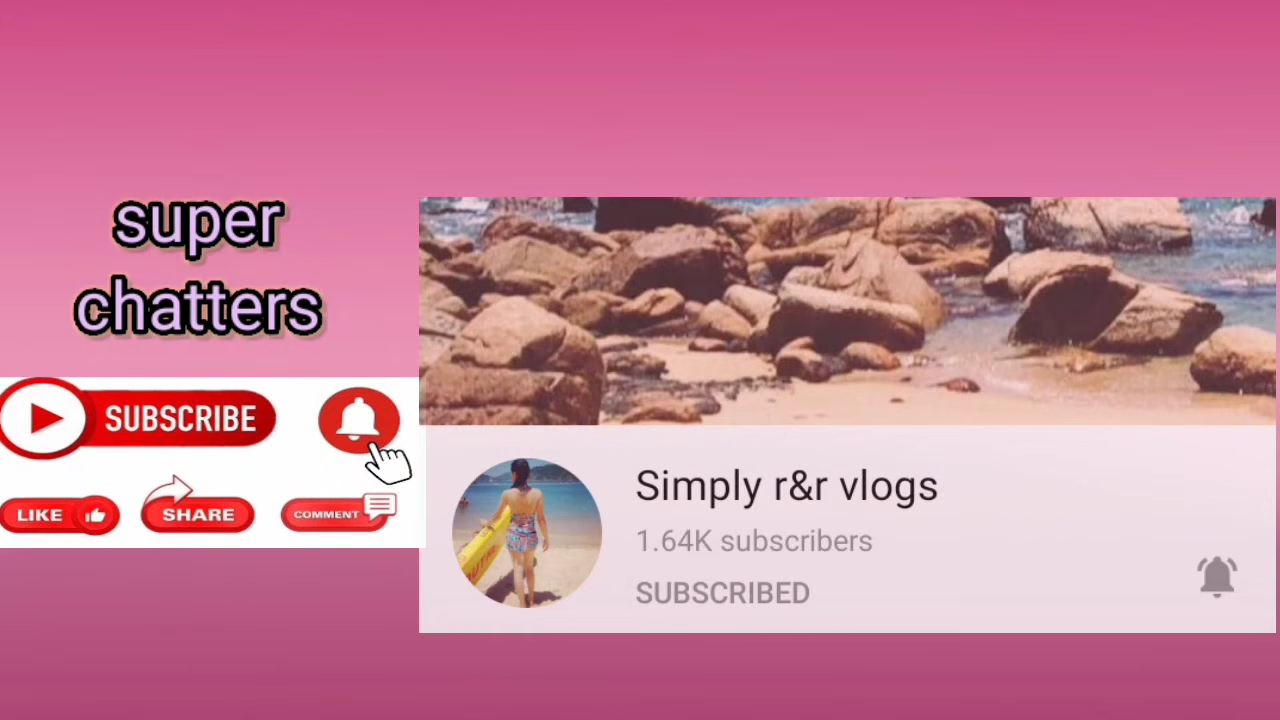 super
chatters
SUBSCRIBE
LIKE
SHARE
COMMENT
Simply r&r vlogs
1.64K subscribers
SUBSCRIBED